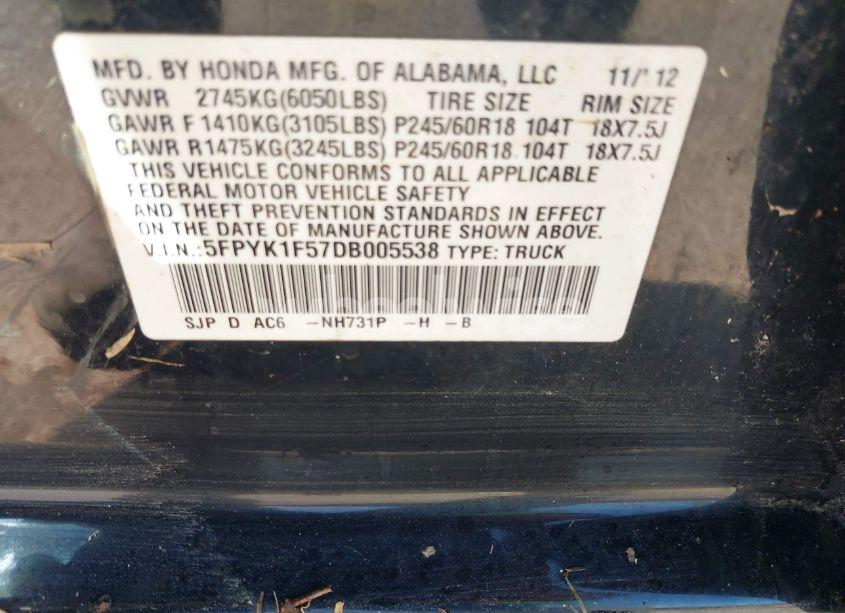 MFD. BY HONDA MFG. OF ALABAMA, LLC 11/12
GVWR 2745KG(6050LBS) TIRE SIZE RIM SIZE
GAWR F1410KG(3105LBS) P245/60R18 104T 18X7.5J
GAWR R1475KG(3245LBS) P245/60R18 104T 18X7.5J
THIS VEHICLE CONFORMS TO ALL APPLICABLE
FEDERAL MOTOR VEHICLE SAFETY
AND THEFT PREVENTION STANDARDS IN EFFECT
ON THE DATE OF MANUFACTURE SHOWN ABOVE.
V.I.N.:5FPYK1F57DB005538 TYPE: TRUCK
SJP D AC6 -NH731P -H -B